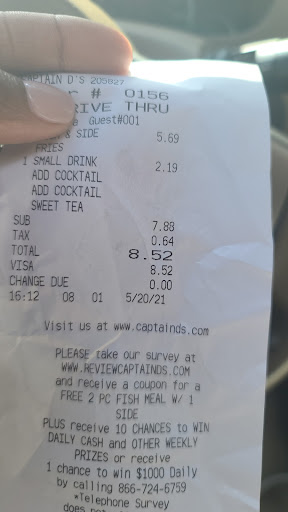 CAPTAIN D'S 205827
# 0156
DRIVE THRU
Guest#001
& SIDE 5.69
FRIES
1 SMALL DRINK 2.19
ADD COCKTAIL
ADD COCKTAIL
SWEET TEA
SUB 7.88
TAX 0.64
TOTAL 8.52
VISA 8.52
CHANGE DUE 0.00
16:12 08 01 5/20/21
Visit us at www.captainds.com
PLEASE take our survey at
WWW.REVIEWCAPTAINDS.COM
and receive a coupon for a
FREE 2 PC FISH MEAL W/ 1
SIDE
PLUS receive 10 CHANCES to WIN
DAILY CASH and OTHER WEEKLY
PRIZES or receive
1 chance to win $1000 Daily
by calling 866-724-6759
*Telephone Survey
does not